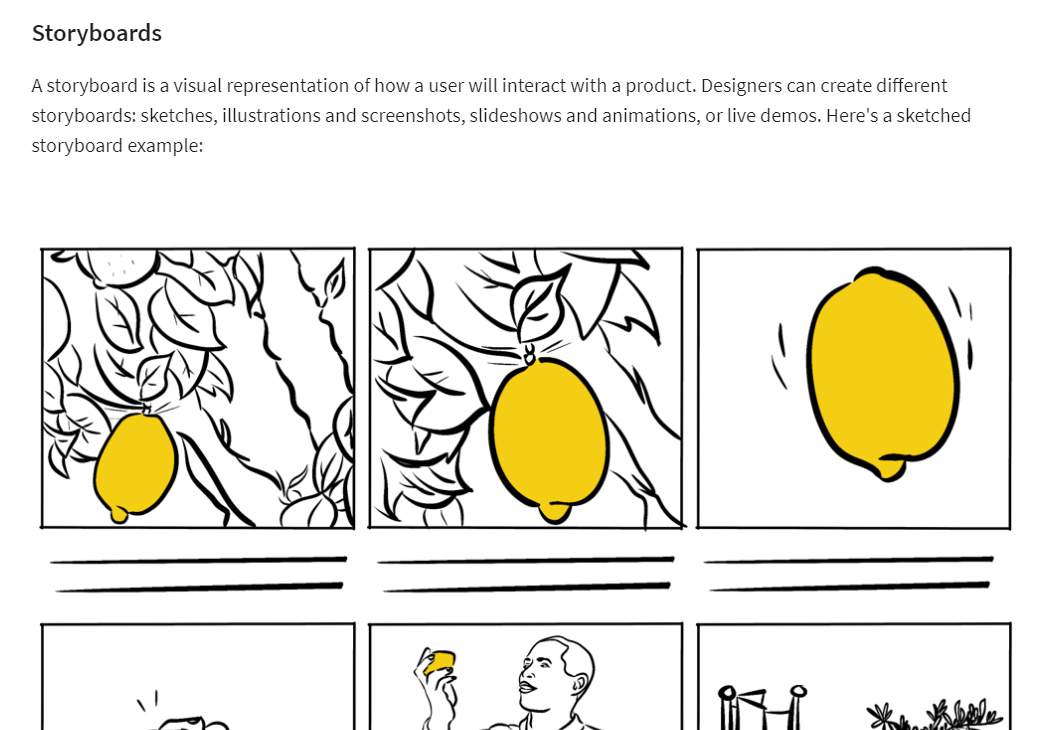 Storyboards
A storyboard is a visual representation of how a user will interact with a product. Designers can create different
storyboards: sketches, illustrations and screenshots, slideshows and animations, or live demos. Here's a sketched
storyboard example: